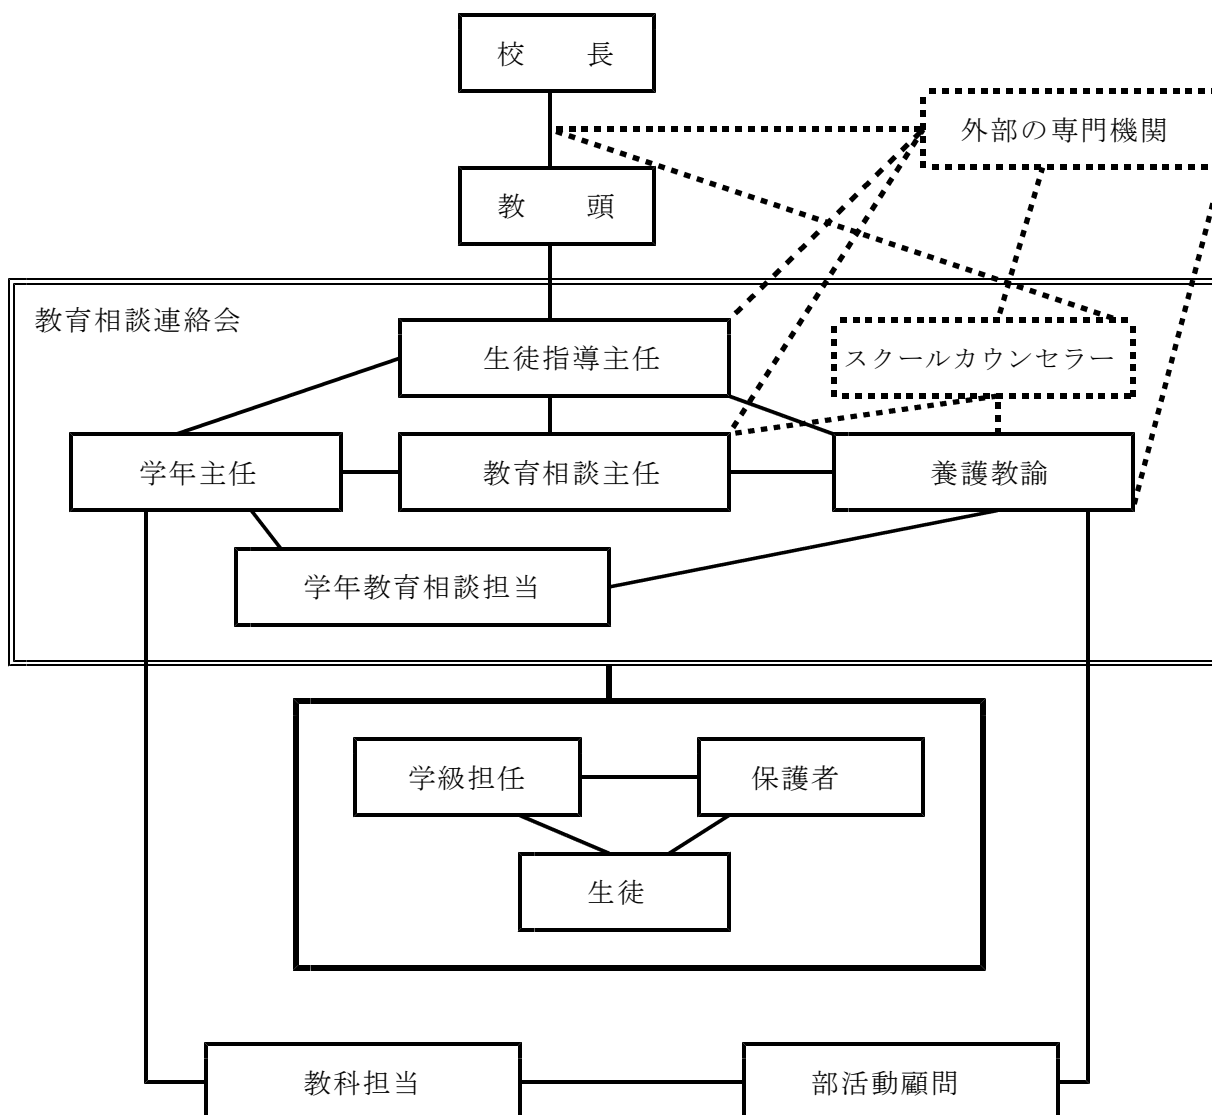 校　　長
外部の専門機関
教　　頭
教育相談連絡会
生徒指導主任
スクールカウンセラー
学年主任
教育相談主任
養護教諭
学年教育相談担当
学級担任
保護者
生徒
教科担当
部活動顧問